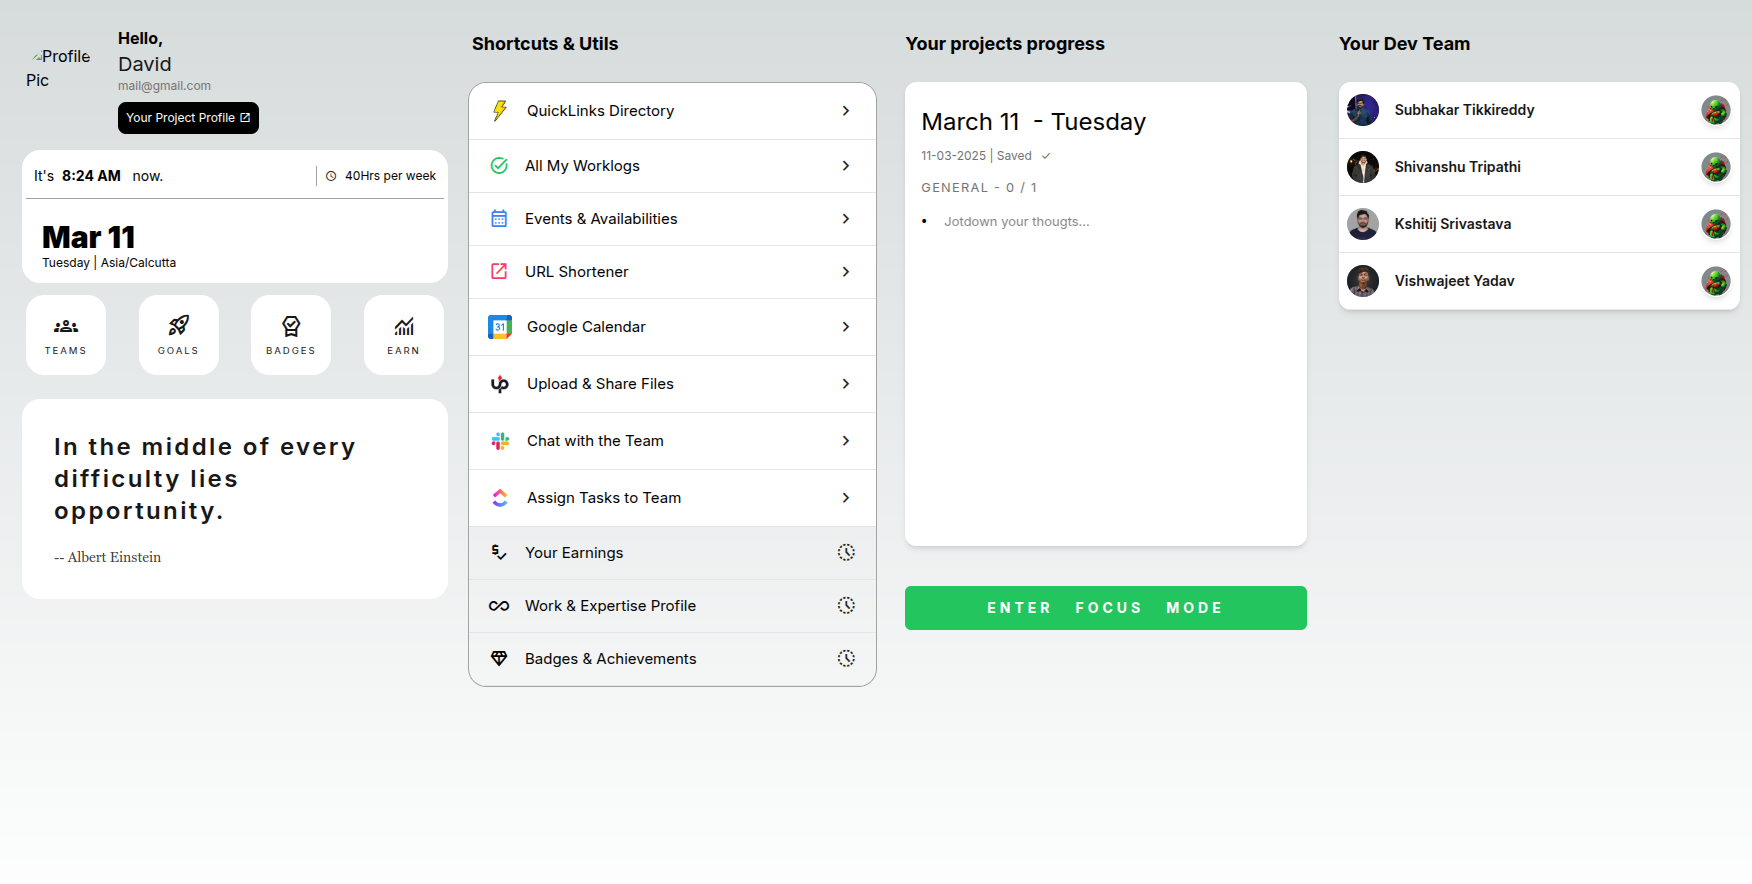 Profile
Pic
Hello,
David
mail@gmail.com
Your Project Profile
It's 8:24 AM now.
40Hrs per week
Mar 11
Tuesday | Asia/Calcutta
TEAMS
GOALS
BADGES
EARN
In the middle of every
difficulty lies
opportunity.
-- Albert Einstein
Shortcuts & Utils
QuickLinks Directory
All My Worklogs
Events & Availabilities
URL Shortener
31
Google Calendar
Upload & Share Files
Chat with the Team
Assign Tasks to Team
Your Earnings
Work & Expertise Profile
Badges & Achievements
Your projects progress
March 11 - Tuesday
11-03-2025 | Saved
GENERAL - 0 / 1
• Jotdown your thougts...
ENTER FOCUS MODE
Your Dev Team
Subhakar Tikkireddy
Shivanshu Tripathi
Kshitij Srivastava
Vishwajeet Yadav